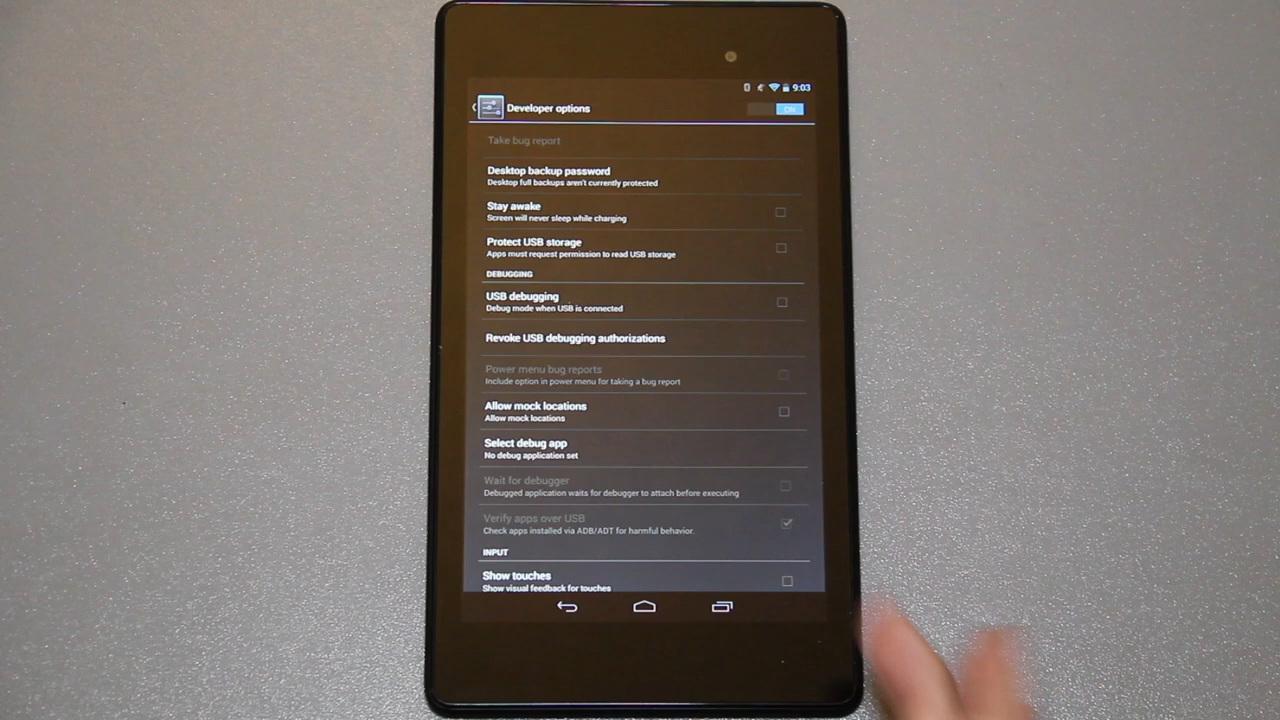 9:03
Developer options
ON
Take bug report
Desktop backup password
Desktop full backups aren't currently protected
Stay awake
Screen will never sleep while charging
Protect USB storage
Apps must request permission to read USB storage
DEBUGGING
USB debugging
Debug mode when USB is connected
Revoke USB debugging authorizations
Power menu bug reports
Include option in power menu for taking a bug report
Allow mock locations
Allow mock locations
Select debug app
No debug application set
Wait for debugger
Debugged application waits for debugger to attach before executing
Verify apps over USB
Check apps installed via ADB/ADT for harmful behavior.
INPUT
Show touches
Show visual feedback for touches